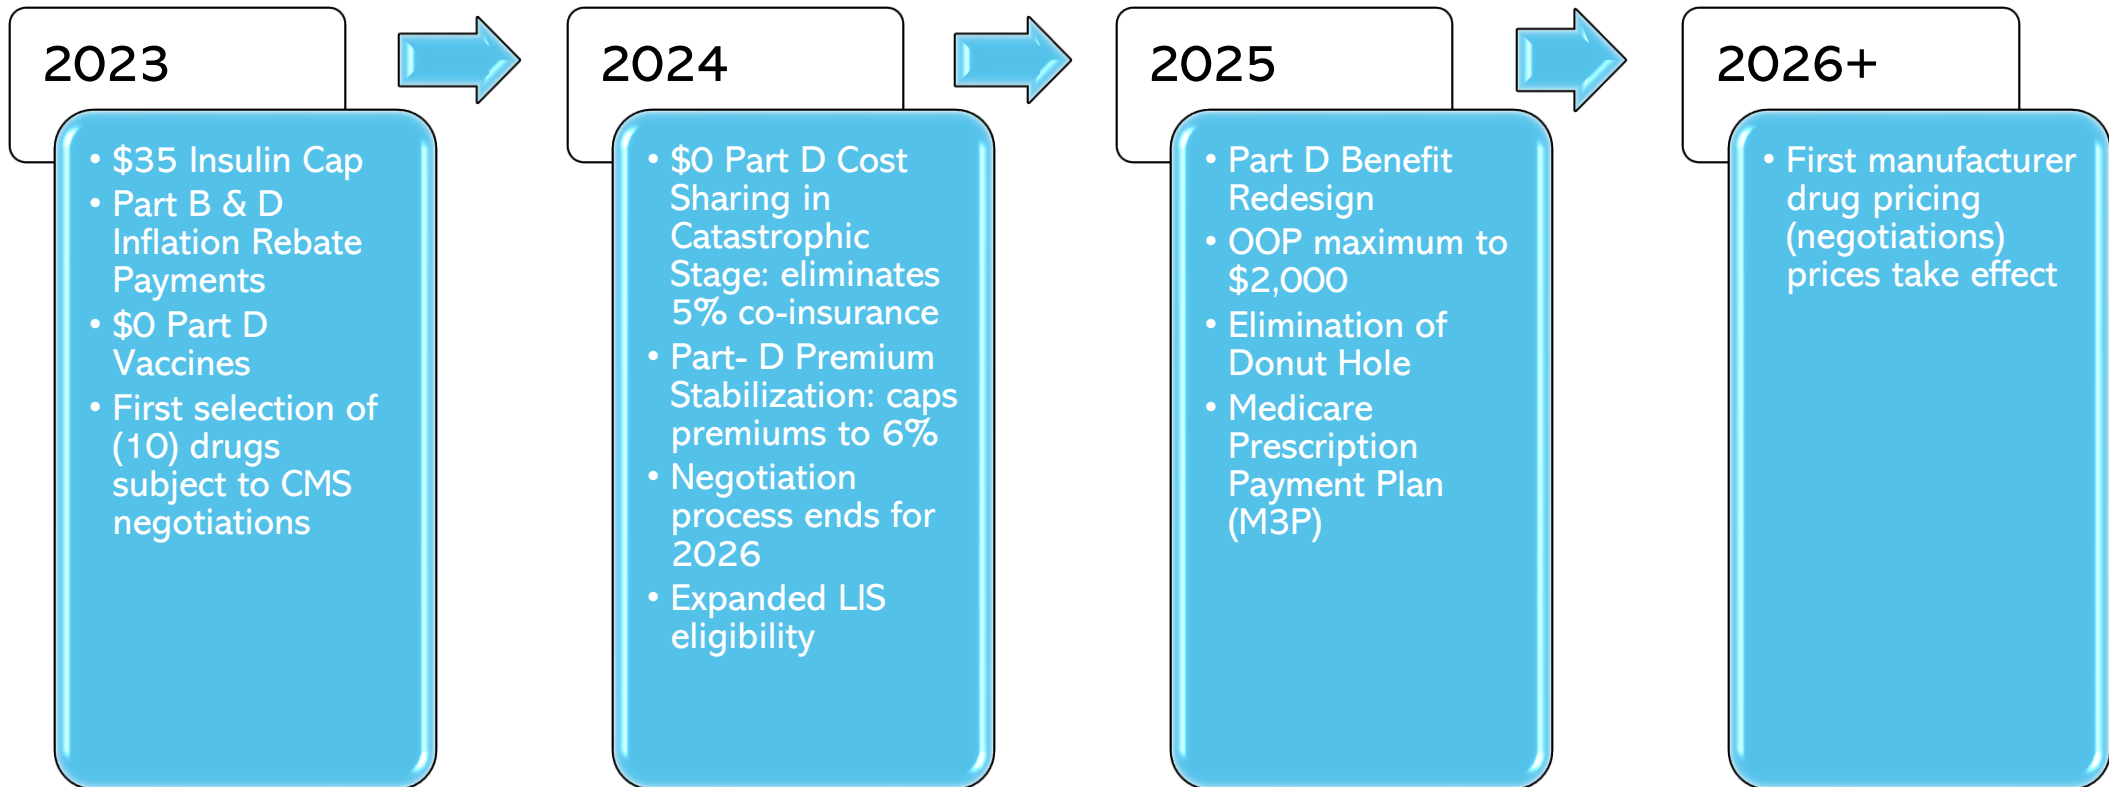 2023
• $35 Insulin Cap
• Part B & D
Inflation Rebate
Payments
• $0 Part D
Vaccines
• First selection of
(10) drugs
subject to CMS
negotiations
2024
• $0 Part D Cost
Sharing in
Catastrophic
Stage: eliminates
5% co-insurance
• Part- D Premium
Stabilization: caps
premiums to 6%
• Negotiation
process ends for
2026
• Expanded LIS
eligibility
2025
• Part D Benefit
Redesign
• OOP maximum to
$2,000
• Elimination of
Donut Hole
• Medicare
Prescription
Payment Plan
(M3P)
2026+
• First manufacturer
drug pricing
(negotiations)
prices take effect